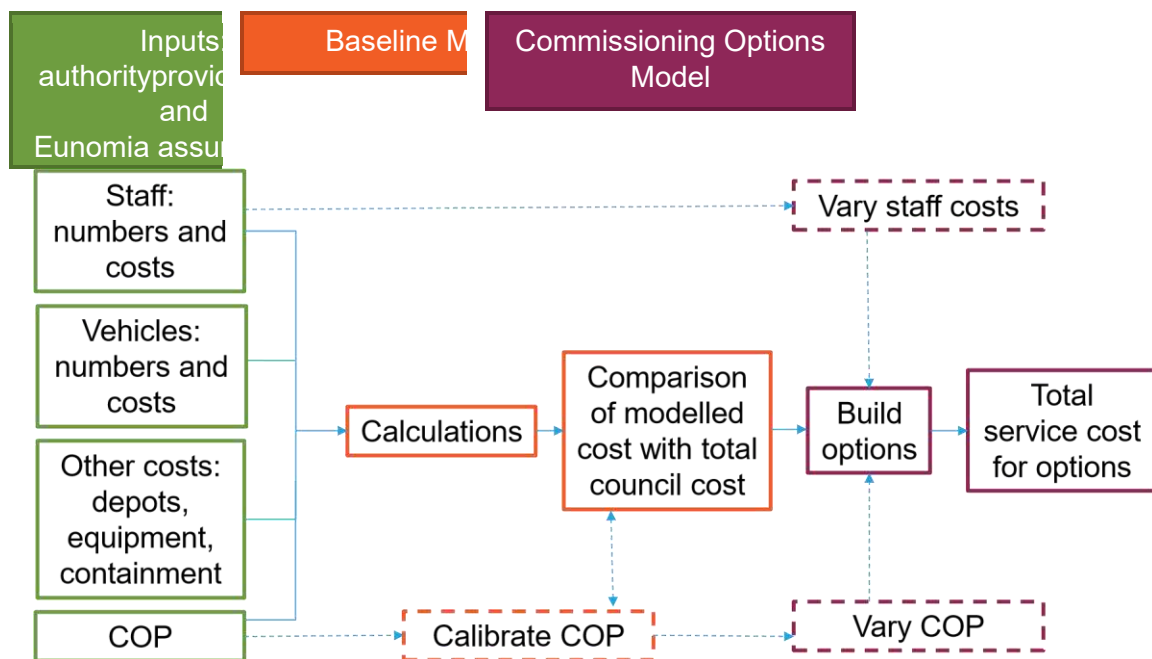 Inputs:
and
Baseline
Commissioning Options
Model
Staff:
numbers and
costs
Vary staff costs
Vehicles:
numbers and
costs
Other costs:
depots,
equipment,
containment
COP
Calculations
Comparison
of modelled
cost with total
council cost
Build
options
Total
service cost
for options
Calibrate COP
Vary COP
Eunomia